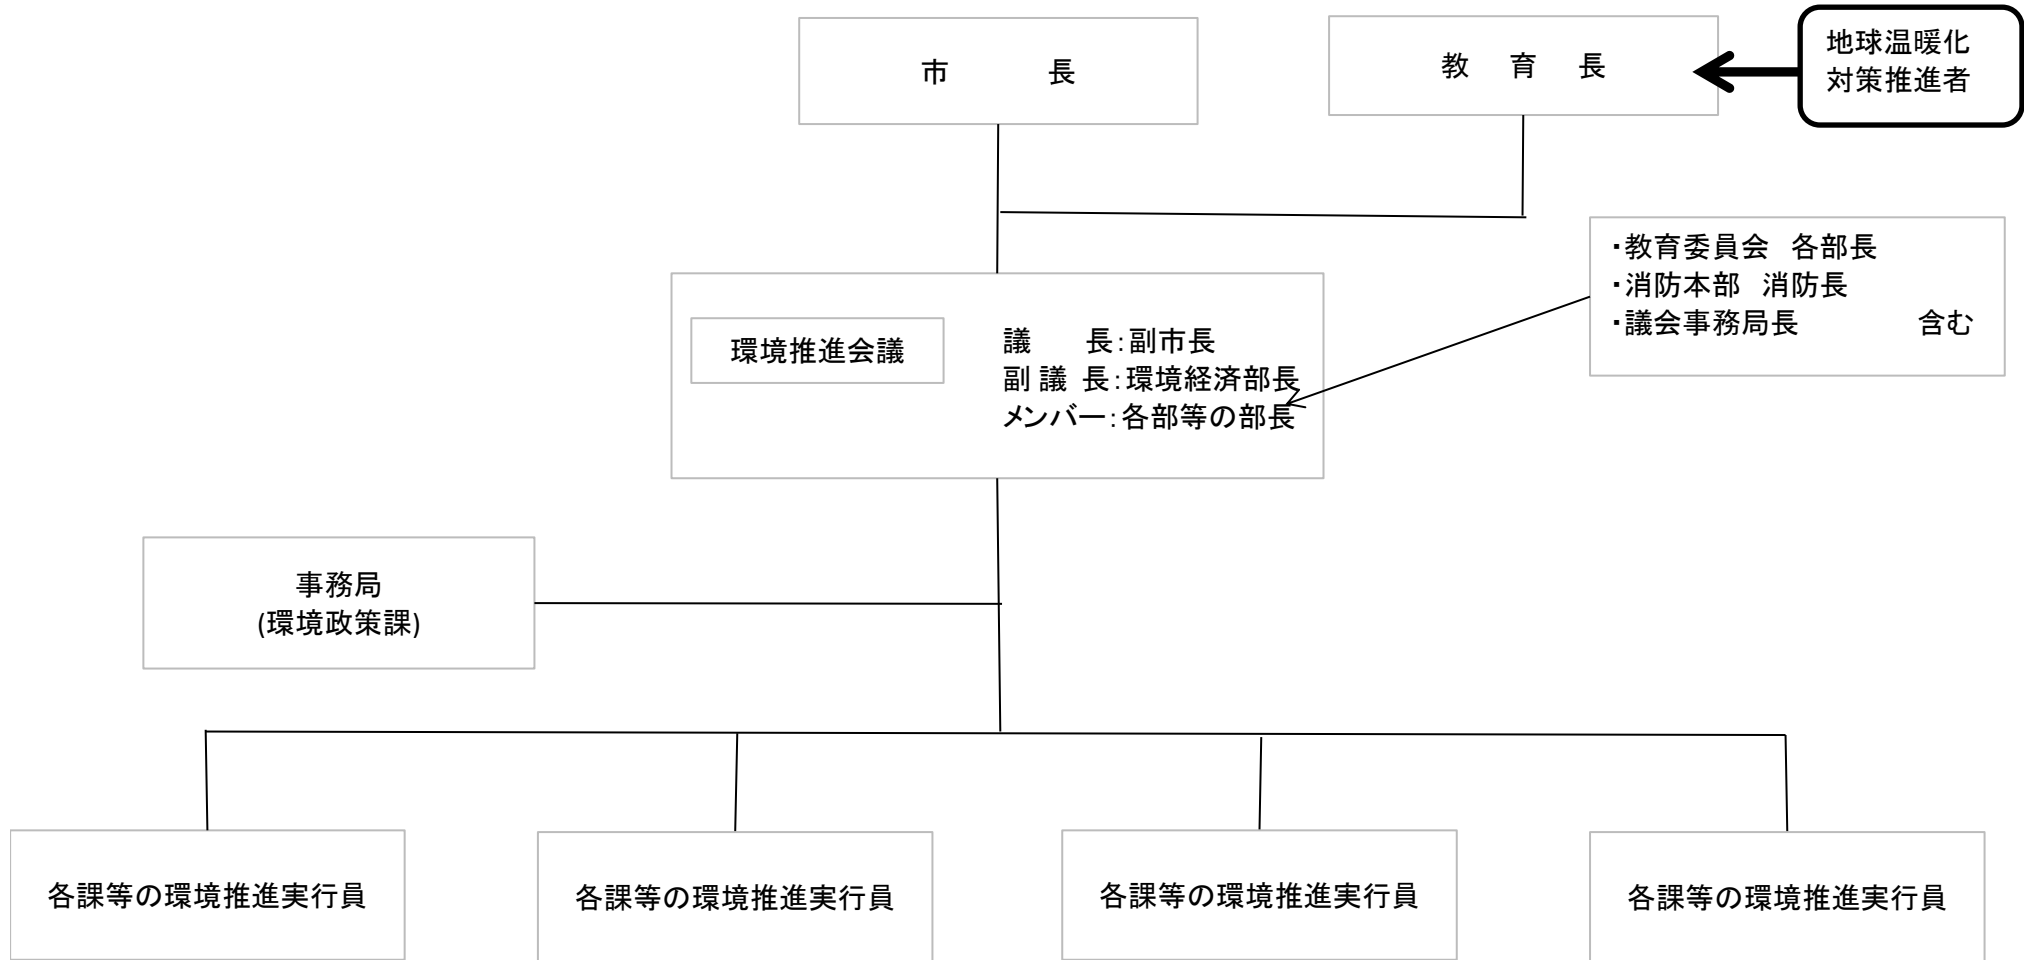 市　　　長
教　育　長
地球温暖化
対策推進者
・教育委員会　各部長
・消防本部　消防長
・議会事務局長　　　　含む
環境推進会議
議　　長：副市長
副 議 長：環境経済部長
メンバー：各部等の部長
事務局
(環境政策課)
各課等の環境推進実行員
各課等の環境推進実行員
各課等の環境推進実行員
各課等の環境推進実行員